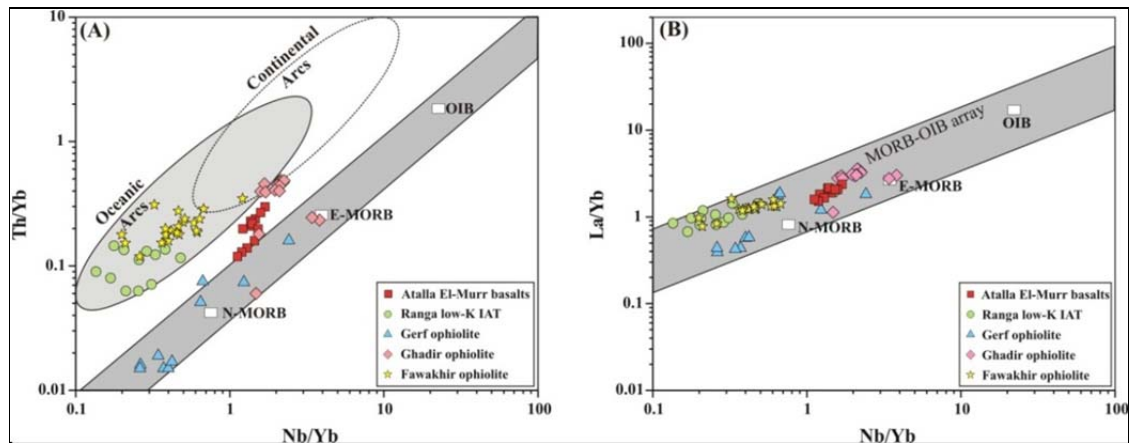 (A)
10
1
0.1
0.01
Th/Yb
0.1
1
10
100
Nb/Yb
Continental
Arcs
Oceanic
Arcs
OIB
E-MORB
N-MORB
Atalla El-Murr basalts
Ranga low-K IAT
Gerf ophiolite
Ghadir ophiolite
Fawakhir ophiolite
(B)
100
10
1
0.1
0.01
La/Yb
0.1
1
10
100
Nb/Yb
MORB-OIB array
OIB
E-MORB
N-MORB
Atalla El-Murr basalts
Ranga low-K IAT
Gerf ophiolite
Ghadir ophiolite
Fawakhir ophiolite